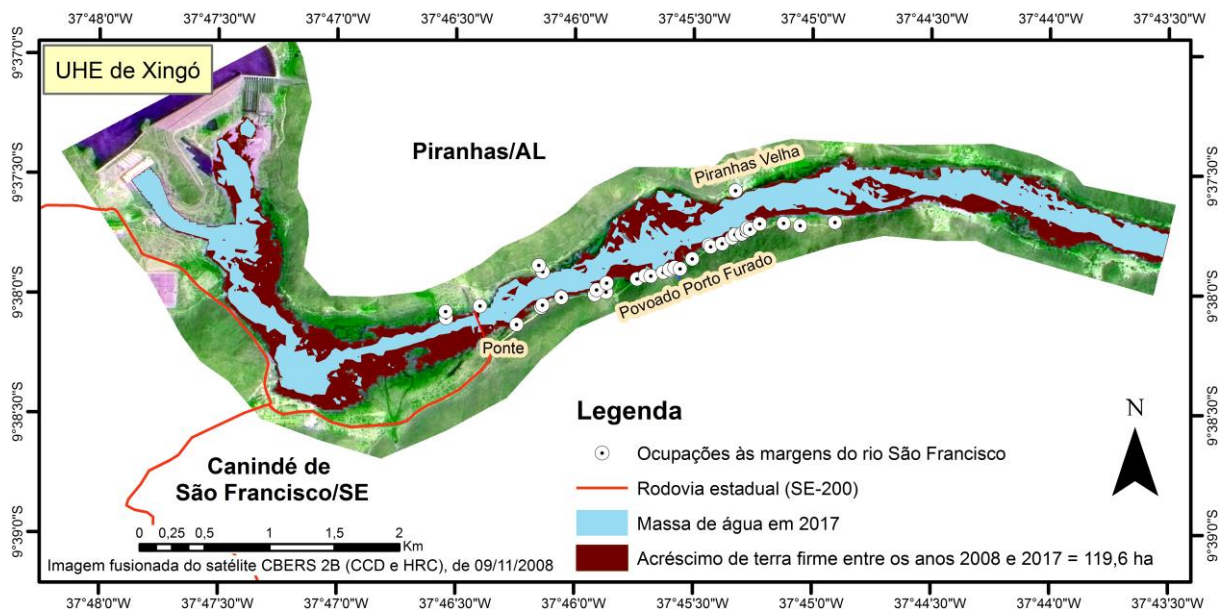 37°48'0"W 37°47'30"W 37°47'0"W 37°46'30"W 37°46'0"W 37°45'30"W 37°45'0"W 37°44'30"W 37°44'0"W 37°43'30"W
9°37'0"S
9°37'30"S
9°38'0"S
9°38'30"S
9°39'0"S
UHE de Xingó
Piranhas/AL
Piranhas Velha
Povoado Porto Furado
Ponte
Canindé de
São Francisco/SE
0 0,25 0,5 1 1,5 2
Km
Imagem fusionada do satélite CBERS 2B (CCD e HRC), de 09/11/2008
Legenda
Ocupações às margens do rio São Francisco
Rodovia estadual (SE-200)
Massa de água em 2017
Acréscimo de terra firme entre os anos 2008 e 2017 = 119,6 ha
N
9°37'30"S
9°38'0"S
9°38'30"S
9°39'0"S
37°48'0"W 37°47'30"W 37°47'0"W 37°46'30"W 37°46'0"W 37°45'30"W 37°45'0"W 37°44'30"W 37°44'0"W 37°43'30"W